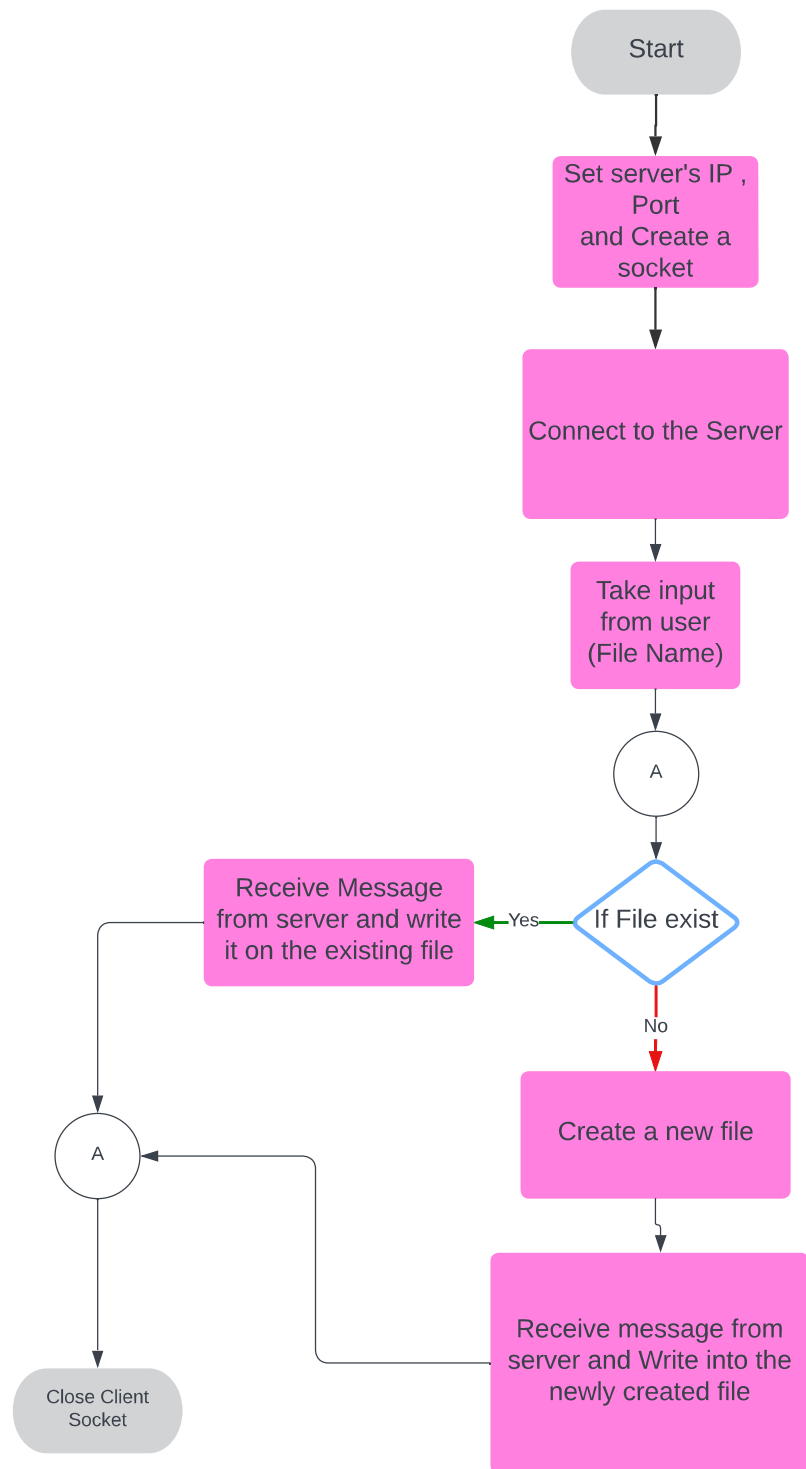 Start
Set server's IP ,
Port
and Create a
socket
Connect to the Server
Take input
from user
(File Name)
A
If File exist
Yes
Receive Message
from server and write
it on the existing file
No
Create a new file
A
Receive message from
server and Write into the
newly created file
Close Client
Socket